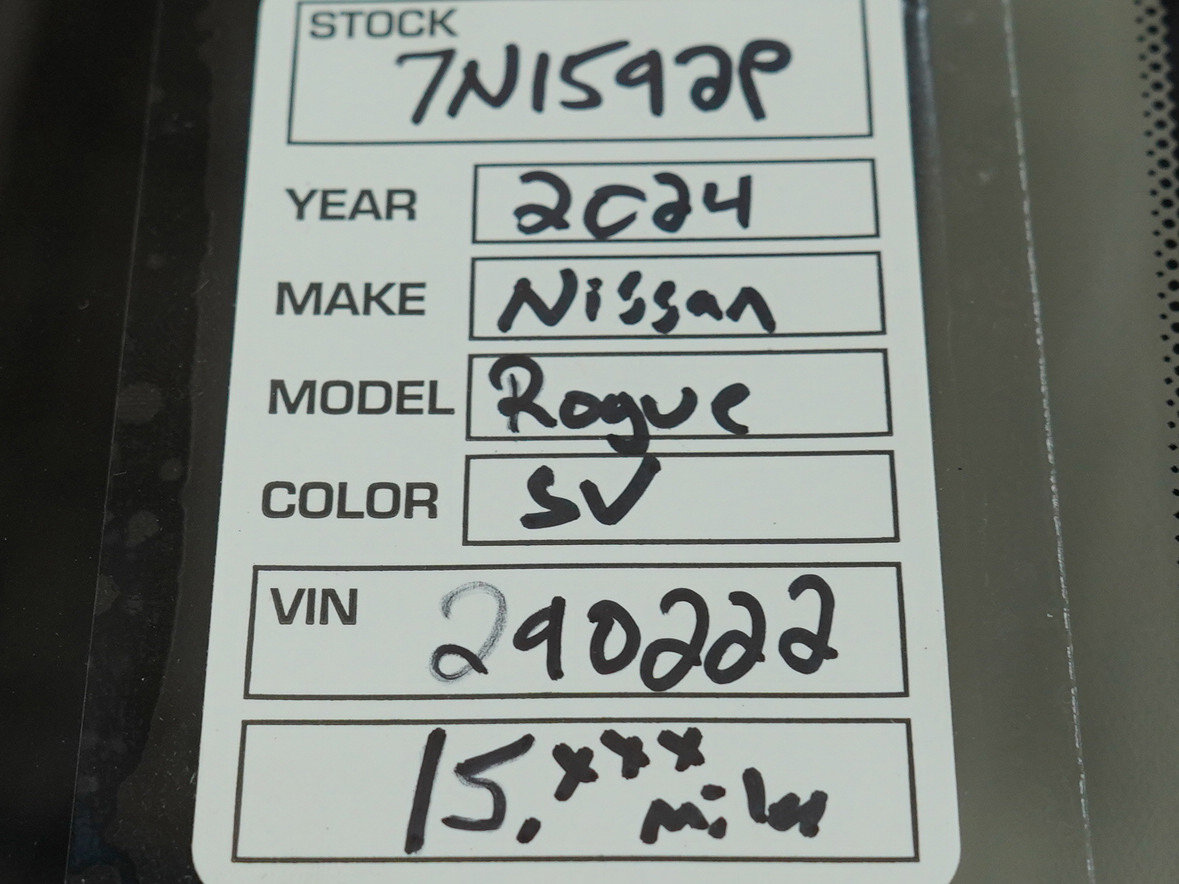 STOCK
7N1592P
YEAR 2024
MAKE Nissan
MODEL Rogue
COLOR SV
VIN 290222
15.xxx
miles